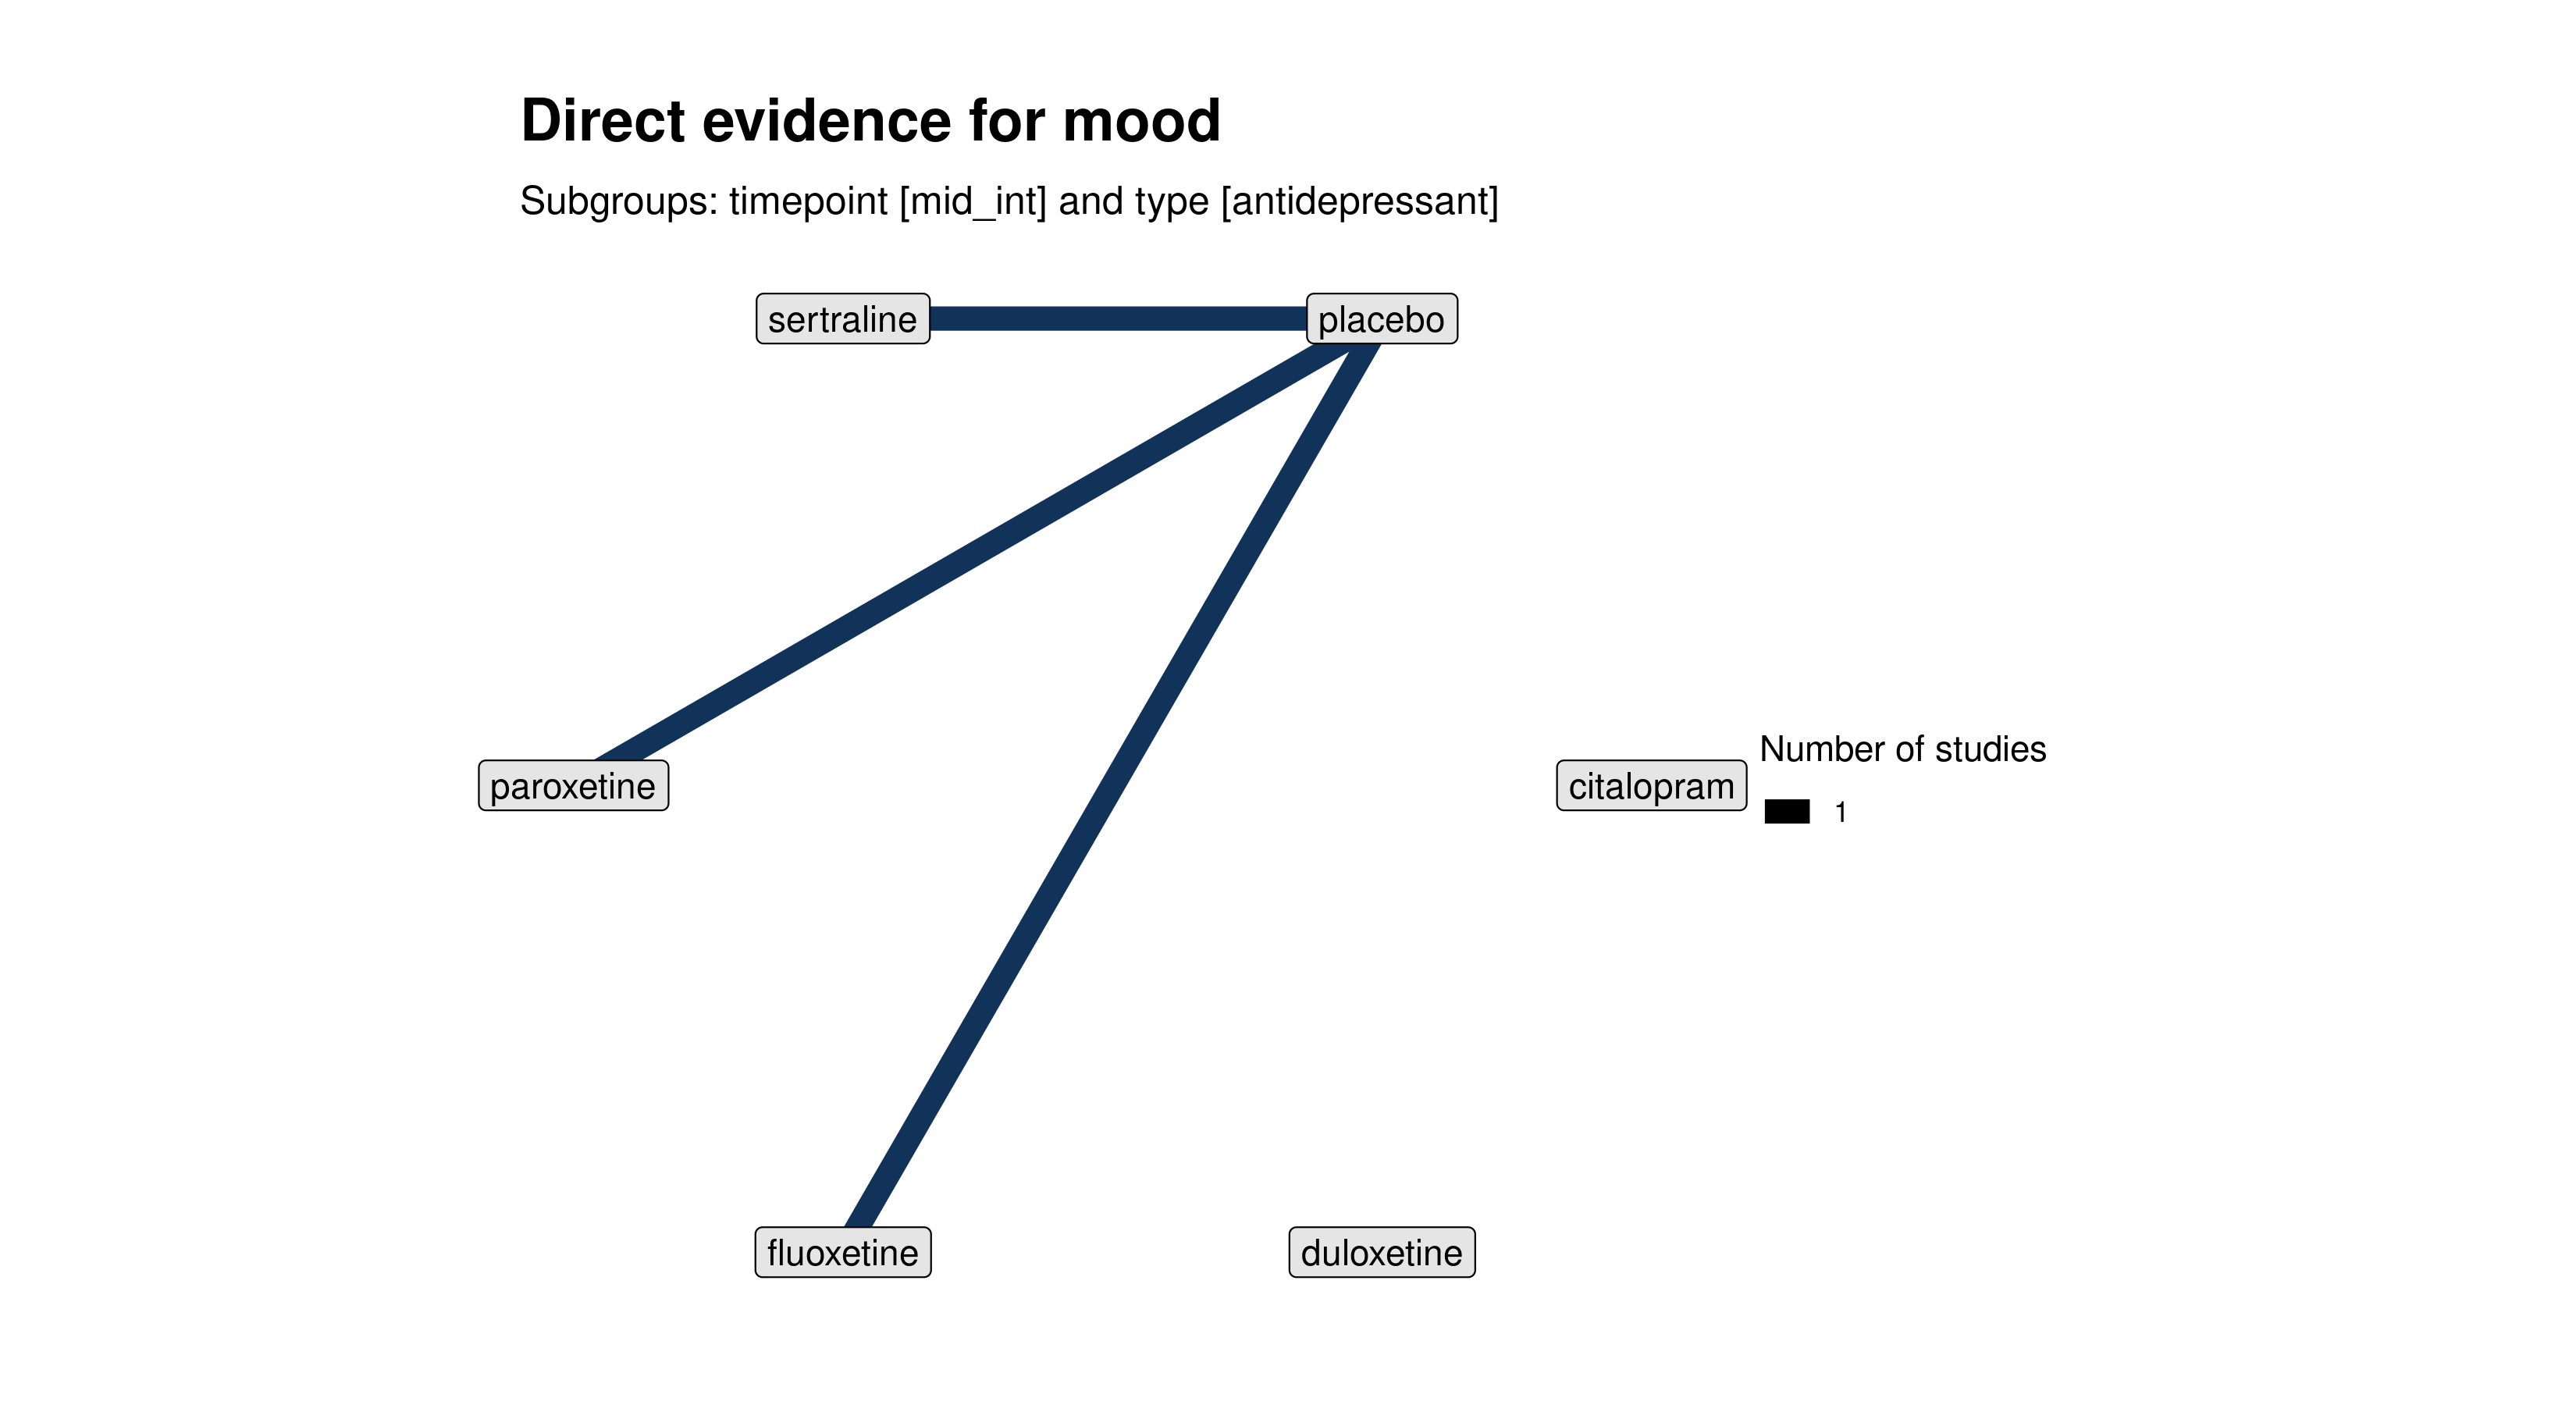 Direct evidence for mood
Subgroups: timepoint [mid_int] and type [antidepressant]
sertraline
placebo
paroxetine
citalopram
Number of studies
1
fluoxetine
duloxetine